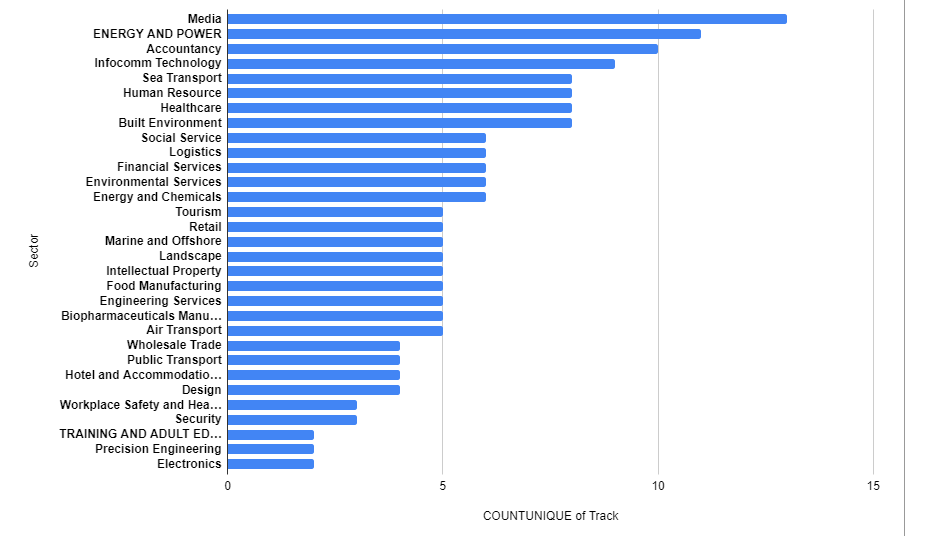 Media
ENERGY AND POWER
Accountancy
Infocomm Technology
Sea Transport
Human Resource
Healthcare
Built Environment
Social Service
Logistics
Financial Services
Environmental Services
Energy and Chemicals
Tourism
Retail
Marine and Offshore
Landscape
Intellectual Property
Food Manufacturing
Engineering Services
Biopharmaceuticals Manu…
Air Transport
Wholesale Trade
Public Transport
Hotel and Accommodatio…
Design
Workplace Safety and Hea…
Security
TRAINING AND ADULT ED…
Precision Engineering
Electronics
Sector
0 5 10 15
COUNTUNIQUE of Track